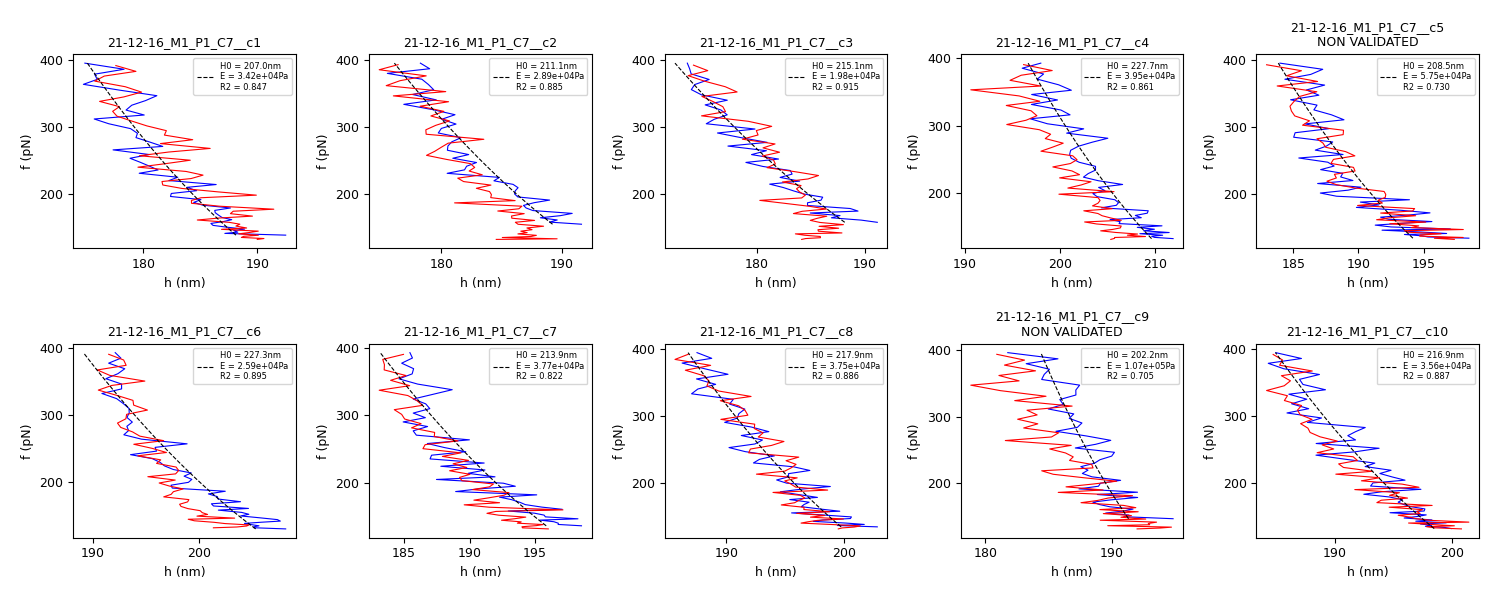 21-12-16_M1_P1_C7__c1
400
300
200
f (pN)
180
190
h (nm)
H0 = 207.0nm
E = 3.42e+04Pa
R2 = 0.847
21-12-16_M1_P1_C7__c2
400
300
200
f (pN)
180
190
h (nm)
H0 = 211.1nm
E = 2.89e+04Pa
R2 = 0.885
21-12-16_M1_P1_C7__c3
400
300
200
f (pN)
180
190
h (nm)
H0 = 215.1nm
E = 1.98e+04Pa
R2 = 0.915
21-12-16_M1_P1_C7__c4
400
300
200
f (pN)
190
200
210
h (nm)
H0 = 227.7nm
E = 3.95e+04Pa
R2 = 0.861
21-12-16_M1_P1_C7__c5
NON VALIDATED
400
300
200
f (pN)
185
190
195
h (nm)
H0 = 208.5nm
E = 5.75e+04Pa
R2 = 0.730
21-12-16_M1_P1_C7__c6
400
300
200
f (pN)
190
200
h (nm)
H0 = 227.3nm
E = 2.59e+04Pa
R2 = 0.895
21-12-16_M1_P1_C7__c7
400
300
200
f (pN)
185
190
195
h (nm)
H0 = 213.9nm
E = 3.77e+04Pa
R2 = 0.822
21-12-16_M1_P1_C7__c8
400
300
200
f (pN)
190
200
h (nm)
H0 = 217.9nm
E = 3.75e+04Pa
R2 = 0.886
21-12-16_M1_P1_C7__c9
NON VALIDATED
400
300
200
f (pN)
180
190
h (nm)
H0 = 202.2nm
E = 1.07e+05Pa
R2 = 0.705
21-12-16_M1_P1_C7__c10
400
300
200
f (pN)
190
200
h (nm)
H0 = 216.9nm
E = 3.56e+04Pa
R2 = 0.887